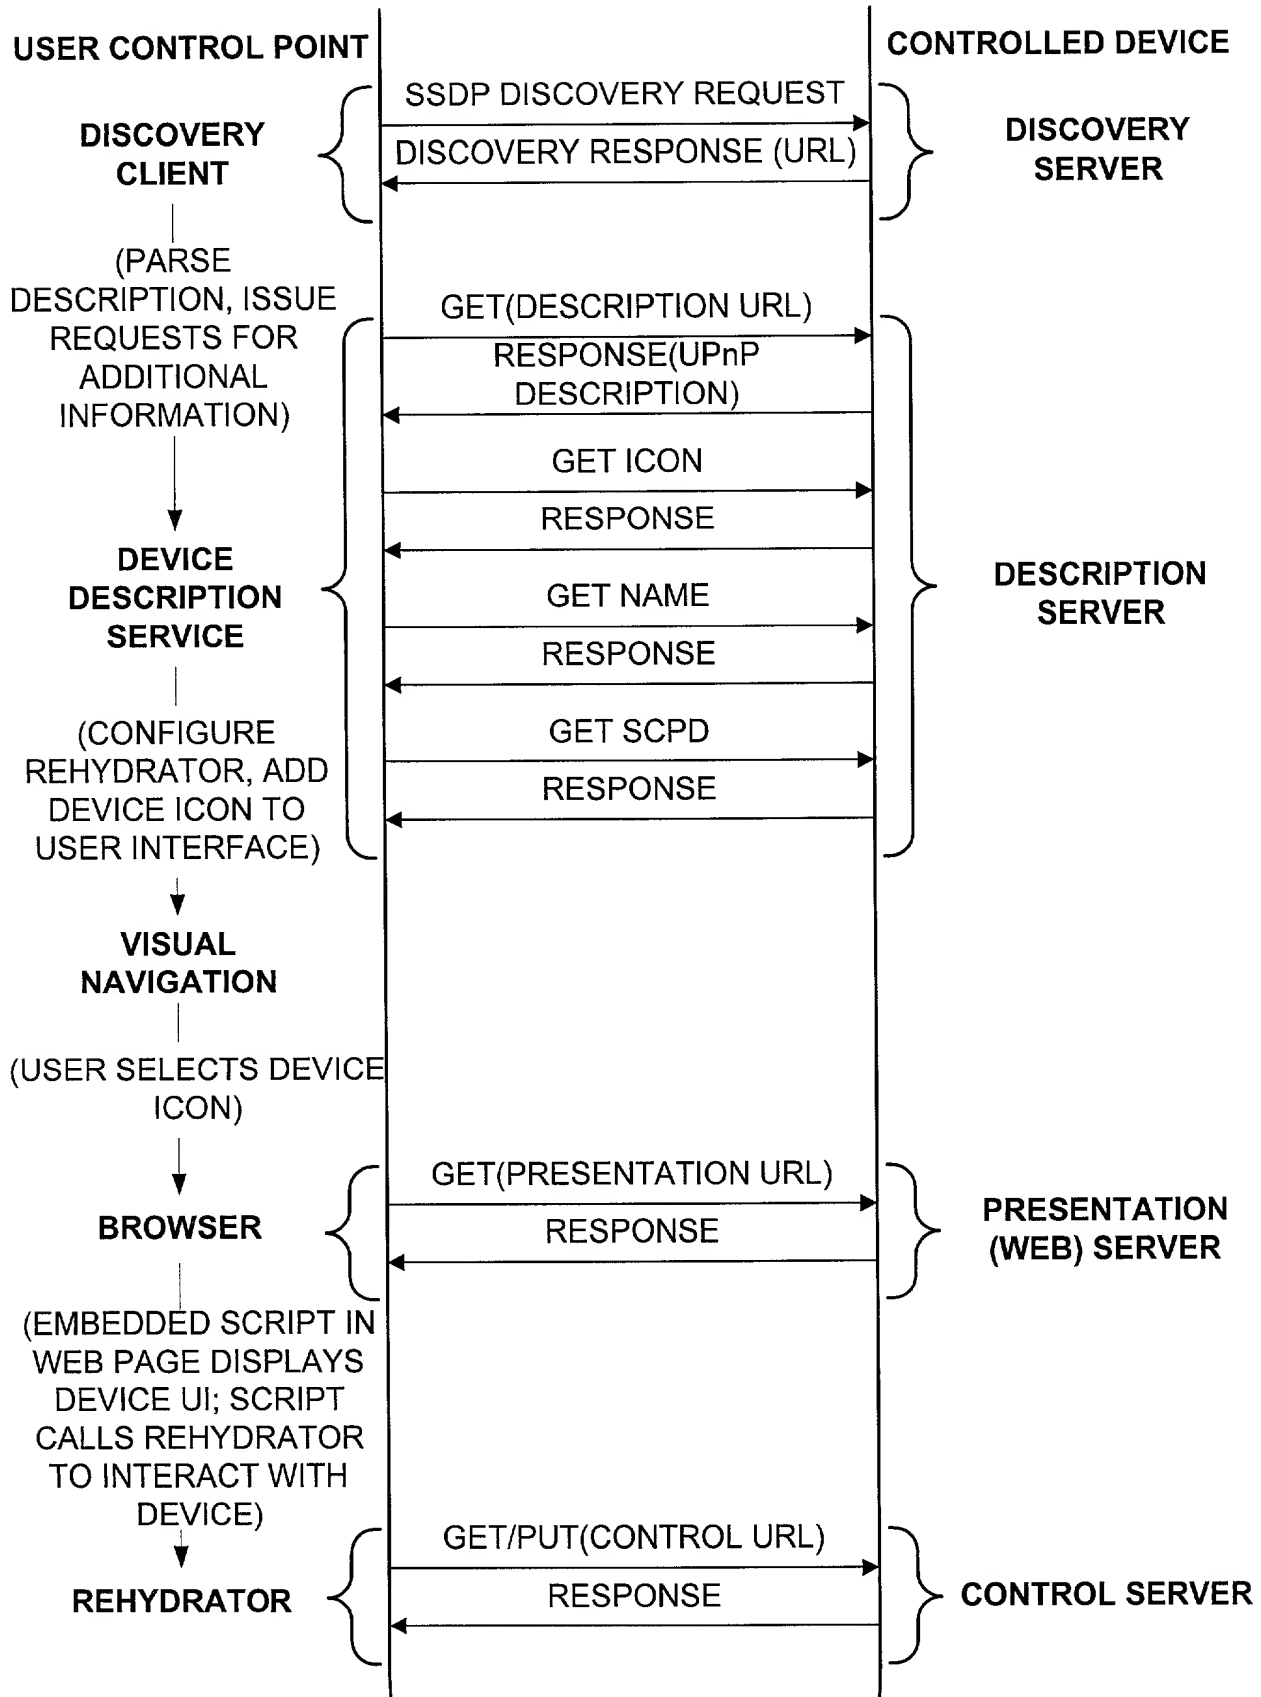 USER CONTROL POINT
CONTROLLED DEVICE
SSDP DISCOVERY REQUEST
DISCOVERY RESPONSE (URL)
DISCOVERY
CLIENT
DISCOVERY
SERVER
(PARSE
DESCRIPTION, ISSUE
REQUESTS FOR
ADDITIONAL
INFORMATION)
GET(DESCRIPTION URL)
RESPONSE(UPnP
DESCRIPTION)
GET ICON
RESPONSE
DEVICE
DESCRIPTION
SERVICE
GET NAME
RESPONSE
DESCRIPTION
SERVER
GET SCPD
RESPONSE
(CONFIGURE
REHYDRATOR, ADD
DEVICE ICON TO
USER INTERFACE)
VISUAL
NAVIGATION
(USER SELECTS DEVICE
ICON)
GET(PRESENTATION URL)
RESPONSE
BROWSER
PRESENTATION
(WEB) SERVER
(EMBEDDED SCRIPT IN
WEB PAGE DISPLAYS
DEVICE UI; SCRIPT
CALLS REHYDRATOR
TO INTERACT WITH
DEVICE)
GET/PUT(CONTROL URL)
RESPONSE
REHYDRATOR
CONTROL SERVER